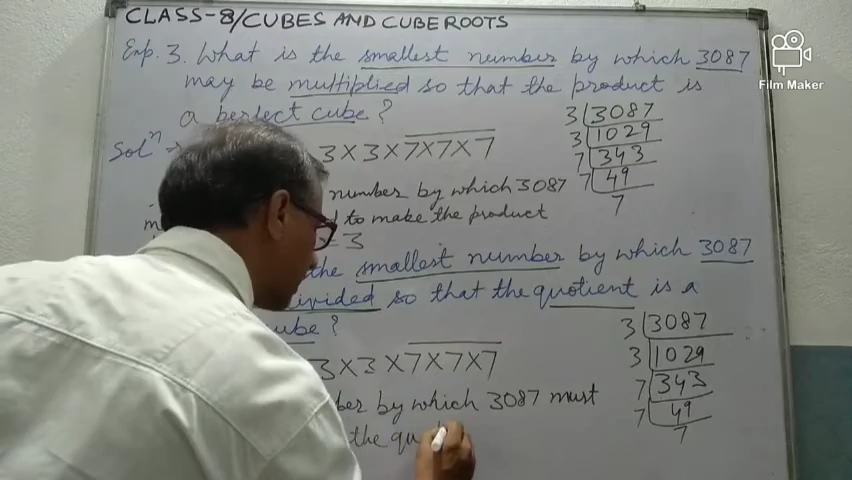 CLASS-8/CUBES AND CUBEROOTS
Exp. 3. What is the smallest number by which 3087
may be multiplied so that the product is
a perfect cube?
Solⁿ ⇒ 3×3×7×7×7
number by which 3087
to make the product
= 3
the smallest number by which 3087
divided so that the quotient is a
cube?
3×3×7×7×7
number by which 3087 must
the qu
3 3087
3 1029
7 343
7 49
7
3 3087
3 1029
7 343
7 49
7
Film Maker